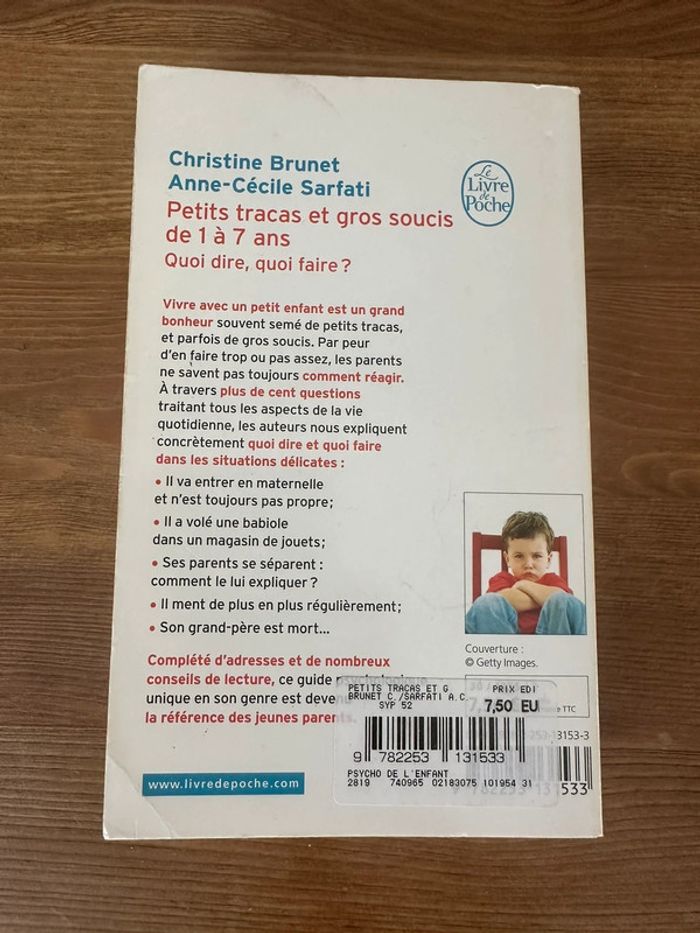 Christine Brunet
Anne-Cécile Sarfati
Le
Livre
de
Poche
Petits tracas et gros soucis
de 1 à 7 ans
Quoi dire, quoi faire ?
Vivre avec un petit enfant est un grand
bonheur souvent semé de petits tracas,
et parfois de gros soucis. Par peur
d'en faire trop ou pas assez, les parents
ne savent pas toujours comment réagir.
À travers plus de cent questions
traitant tous les aspects de la vie
quotidienne, les auteurs nous expliquent
concrètement quoi dire et quoi faire
dans les situations délicates :
• Il va entrer en maternelle
et n'est toujours pas propre ;
• Il a volé une babiole
dans un magasin de jouets ;
• Ses parents se séparent :
comment le lui expliquer ?
• Il ment de plus en plus régulièrement ;
• Son grand-père est mort...
Complété d'adresses et de nombreux
conseils de lecture, ce guide psychologique
unique en son genre est deve
la référence des jeunes parents.
www.livredepoche.com
Couverture :
© Getty Images.
PETITS TRACAS ET G
BRUNET C./SARFATI A.C.
SYP 52
PRIX EDI
7,50 EU
TTC
9 782253 131533
PSYCHO DE L'ENFANT
2819 740965 02183075 101954 31
253-13153-3
9 782253 131533